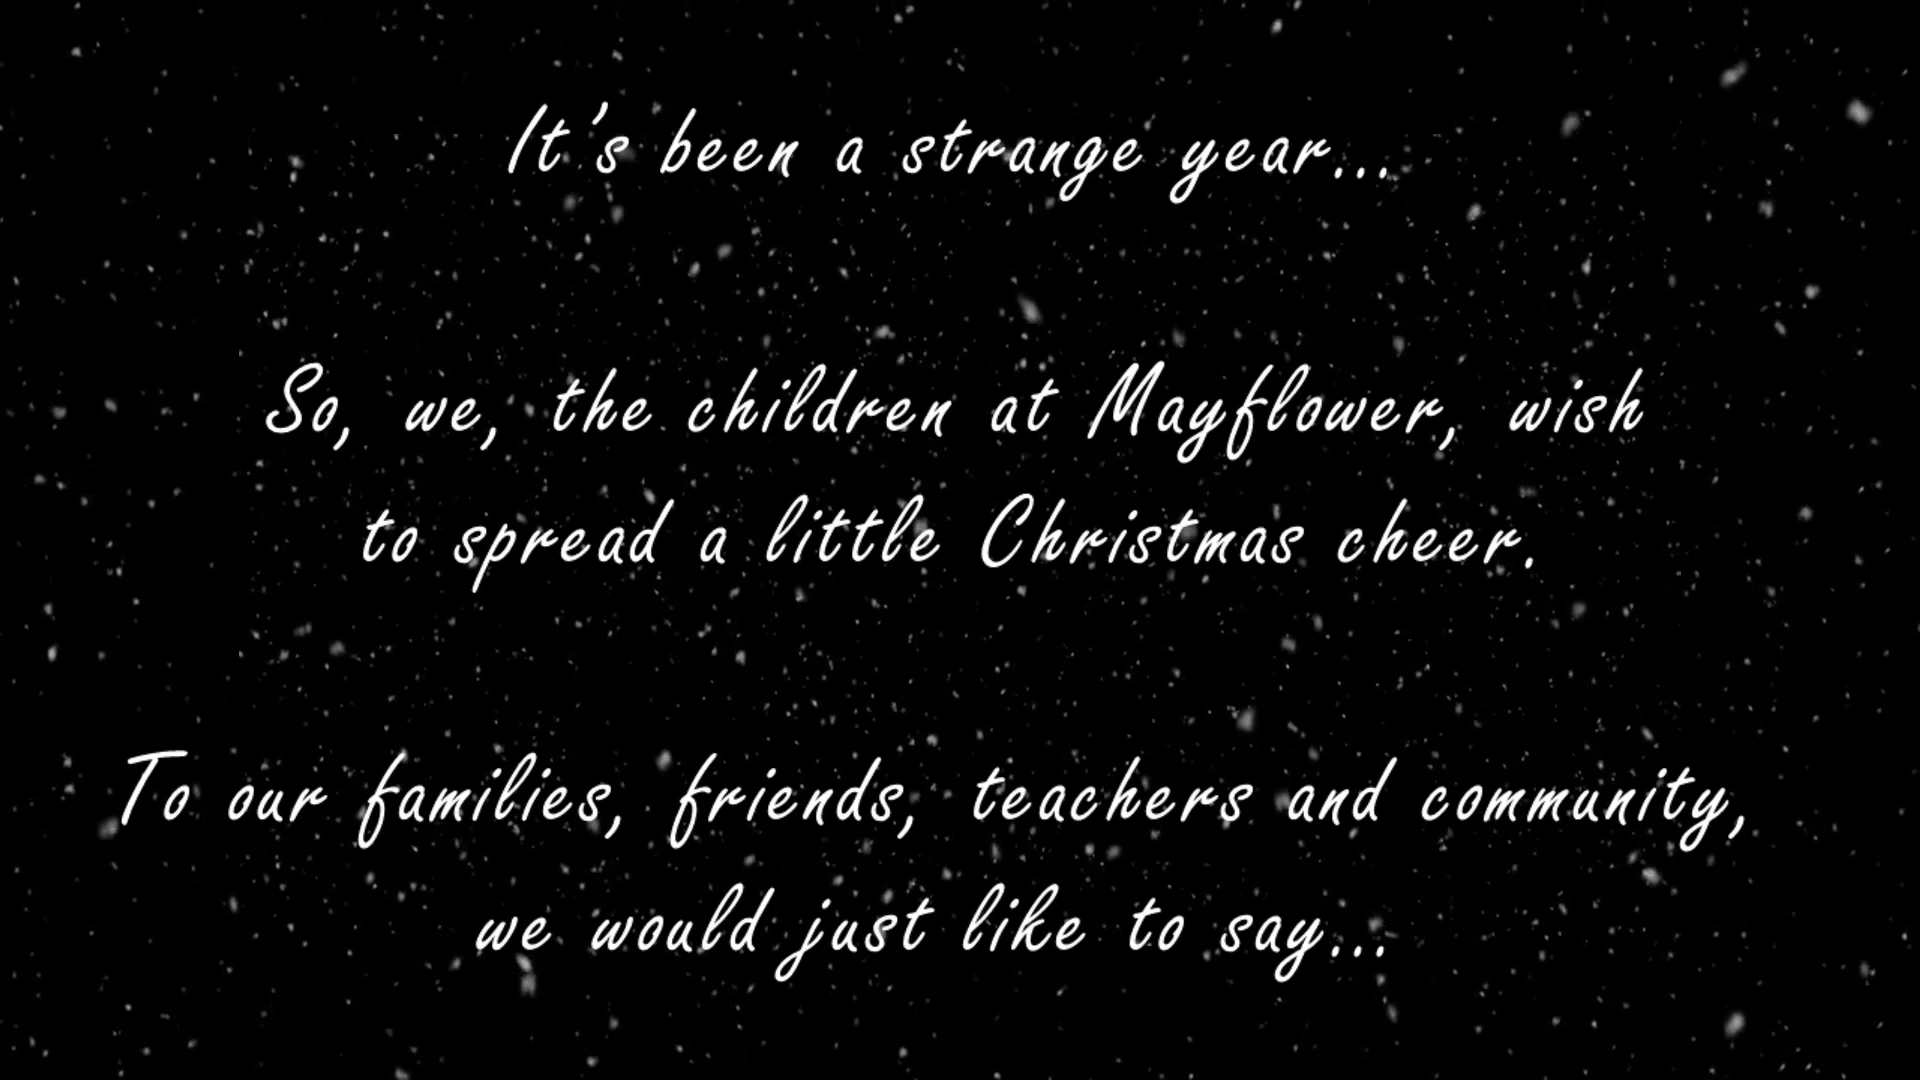 It's been a strange year...
So, we, the children at Mayflower, wish
to spread a little Christmas cheer.
To our families, friends, teachers and community,
we would just like to say...